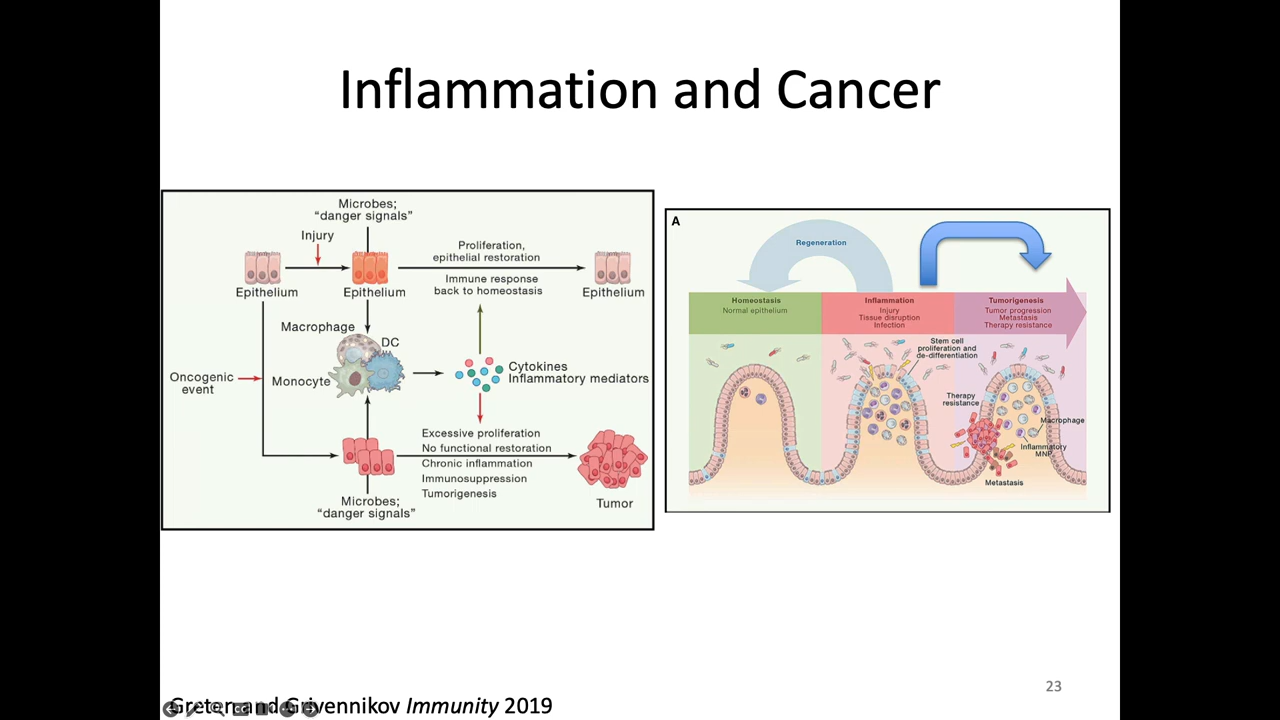 Inflammation and Cancer
Microbes;
“danger signals”
Injury
Epithelium
Epithelium
Proliferation,
epithelial restoration
Immune response
back to homeostasis
Epithelium
Macrophage
DC
Monocyte
Oncogenic
event
Cytokines
Inflammatory mediators
Excessive proliferation
No functional restoration
Chronic inflammation
Immunosuppression
Tumorigenesis
Microbes;
“danger signals”
Tumor
A
Regeneration
Homeostasis
Normal epithelium
Inflammation
Injury
Tissue disruption
Infection
Tumorigenesis
Tumor progression
Metastasis
Therapy resistance
Stem cell
proliferation and
de-differentiation
Therapy
resistance
Macrophage
Inflammatory
MNP
Metastasis
23
Greten and Grivennikov Immunity 2019